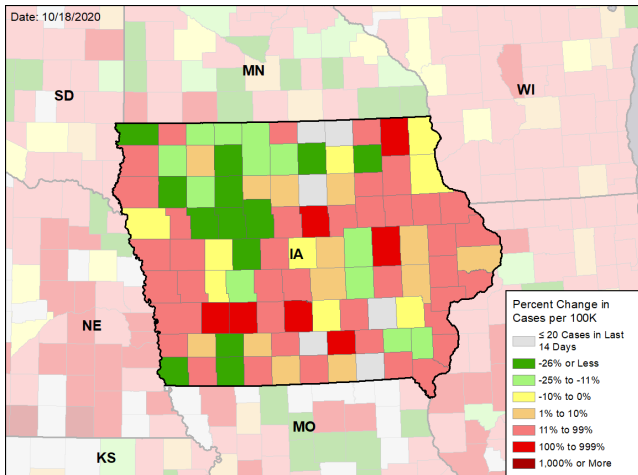 Date: 10/18/2020
MN
SD
WI
IA
NE
MO
KS
Percent Change in
Cases per 100K
≤ 20 Cases in Last
14 Days
-26% or Less
-25% to -11%
-10% to 0%
1% to 10%
11% to 99%
100% to 999%
1,000% or More